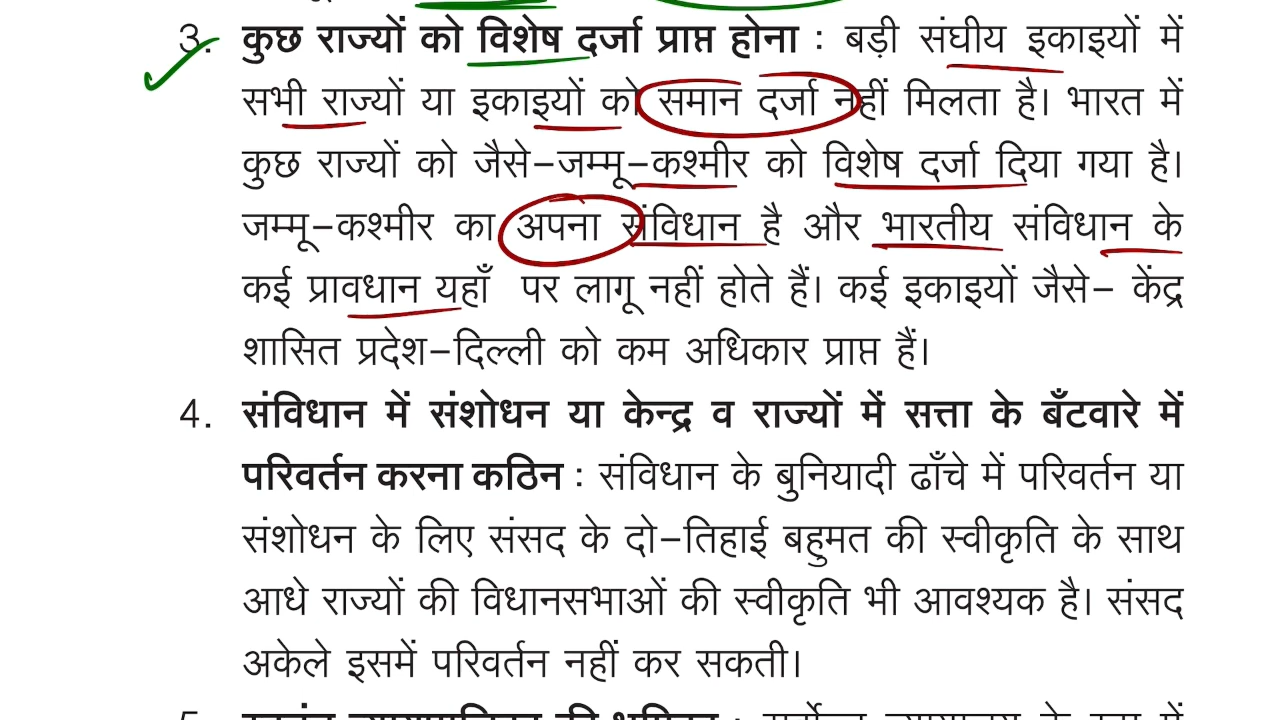 3. कुछ राज्यों को विशेष दर्जा प्राप्त होना : बड़ी संघीय इकाइयों में
सभी राज्यों या इकाइयों को समान दर्जा नहीं मिलता है। भारत में
कुछ राज्यों को जैसे–जम्मू–कश्मीर को विशेष दर्जा दिया गया है।
जम्मू–कश्मीर का अपना संविधान है और भारतीय संविधान के
कई प्रावधान यहाँ पर लागू नहीं होते हैं। कई इकाइयों जैसे– केंद्र
शासित प्रदेश–दिल्ली को कम अधिकार प्राप्त हैं।
4. संविधान में संशोधन या केन्द्र व राज्यों में सत्ता के बँटवारे में
परिवर्तन करना कठिन : संविधान के बुनियादी ढाँचे में परिवर्तन या
संशोधन के लिए संसद के दो–तिहाई बहुमत की स्वीकृति के साथ
आधे राज्यों की विधानसभाओं की स्वीकृति भी आवश्यक है। संसद
अकेले इसमें परिवर्तन नहीं कर सकती।